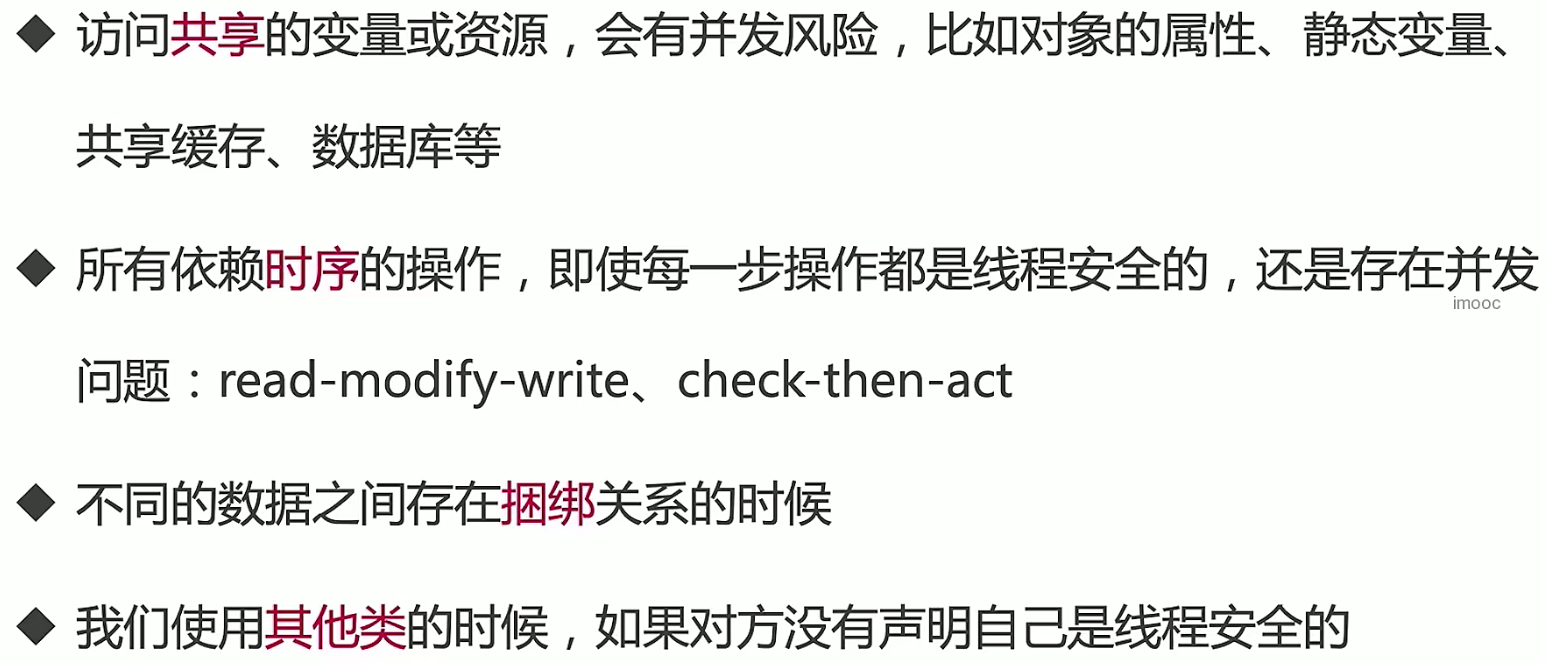 ◆ 访问共享的变量或资源，会有并发风险，比如对象的属性、静态变量、
共享缓存、数据库等
◆ 所有依赖时序的操作，即使每一步操作都是线程安全的，还是存在并发
imooc
问题：read-modify-write、check-then-act
◆ 不同的数据之间存在捆绑关系的时候
◆ 我们使用其他类的时候，如果对方没有声明自己是线程安全的